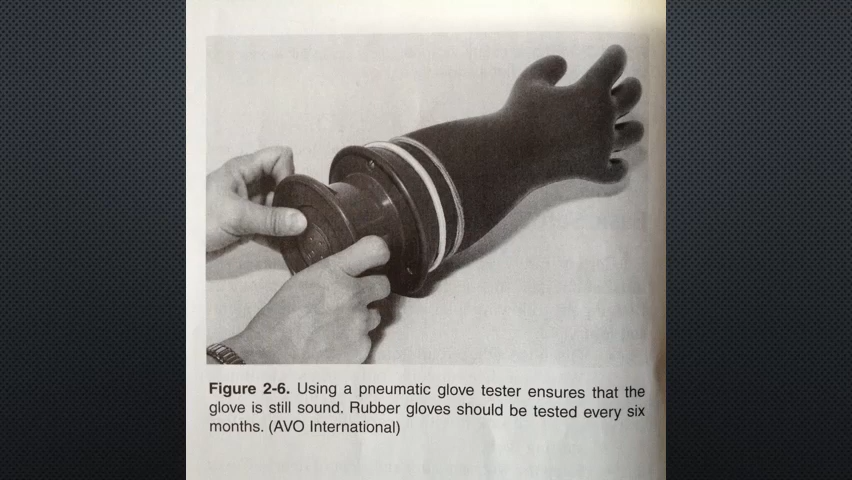 Figure 2-6. Using a pneumatic glove tester ensures that the
glove is still sound. Rubber gloves should be tested every six
months. (AVO International)